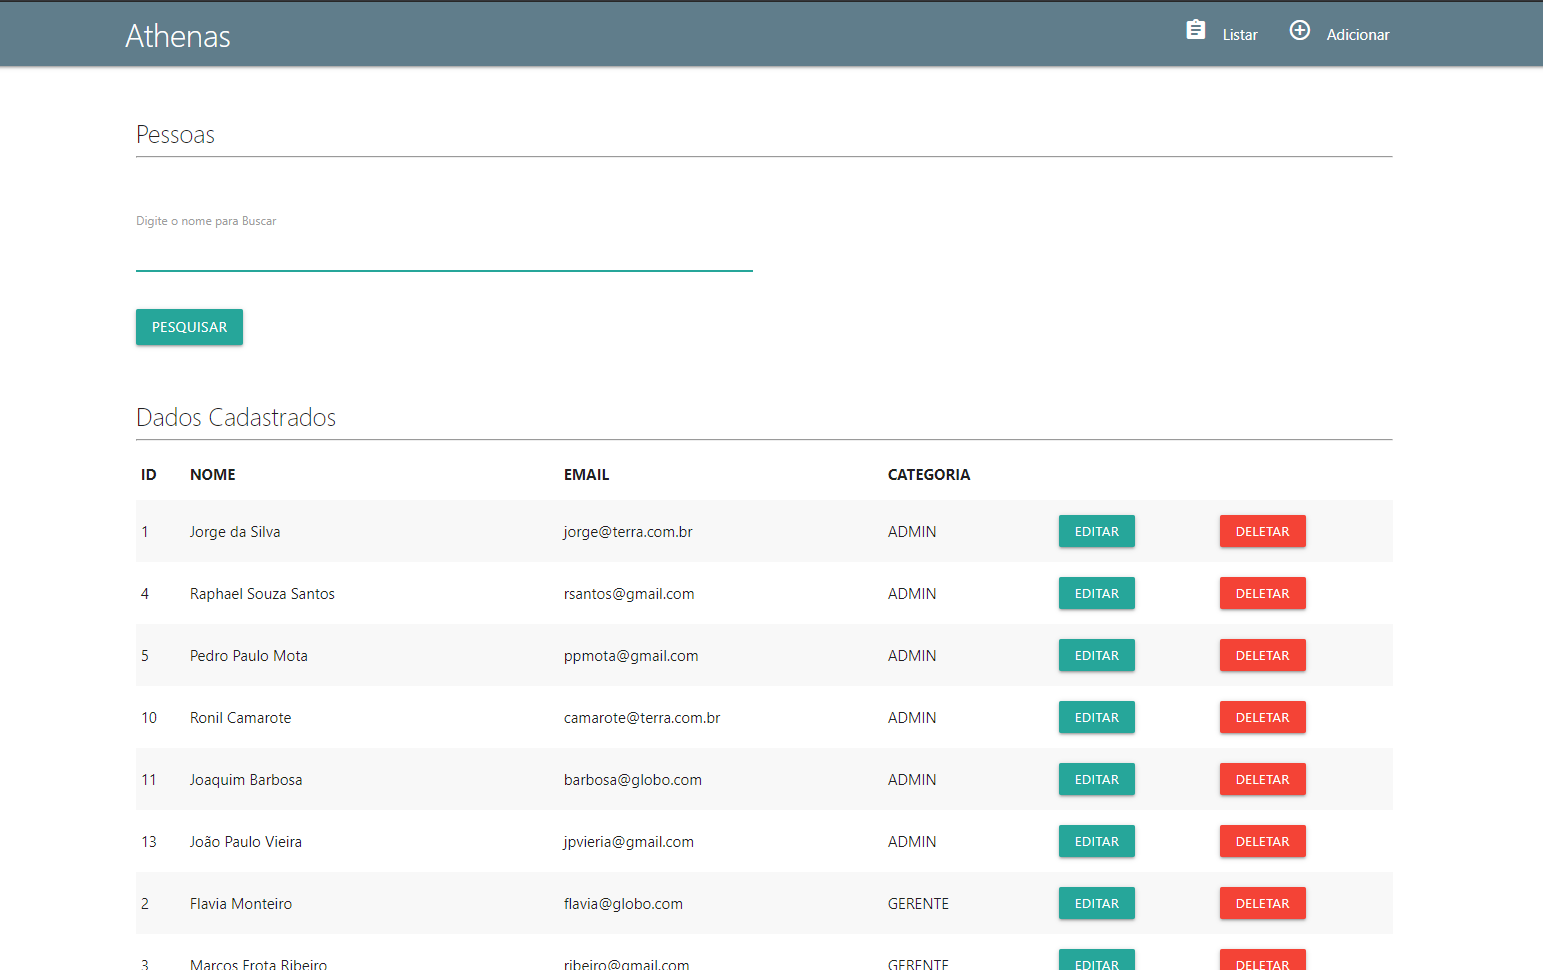 Athenas Listar Adicionar
Pessoas
Digite o nome para Buscar
PESQUISAR
Dados Cadastrados
ID NOME EMAIL CATEGORIA
1 Jorge da Silva jorge@terra.com.br ADMIN EDITAR DELETAR
4 Raphael Souza Santos rsantos@gmail.com ADMIN EDITAR DELETAR
5 Pedro Paulo Mota ppmota@gmail.com ADMIN EDITAR DELETAR
10 Ronil Camarote camarote@terra.com.br ADMIN EDITAR DELETAR
11 Joaquim Barbosa barbosa@globo.com ADMIN EDITAR DELETAR
13 João Paulo Vieira jpvieria@gmail.com ADMIN EDITAR DELETAR
2 Flavia Monteiro flavia@globo.com GERENTE EDITAR DELETAR
3 Marcos Frota Ribeiro ribeiro@gmail.com GERENTE EDITAR DELETAR